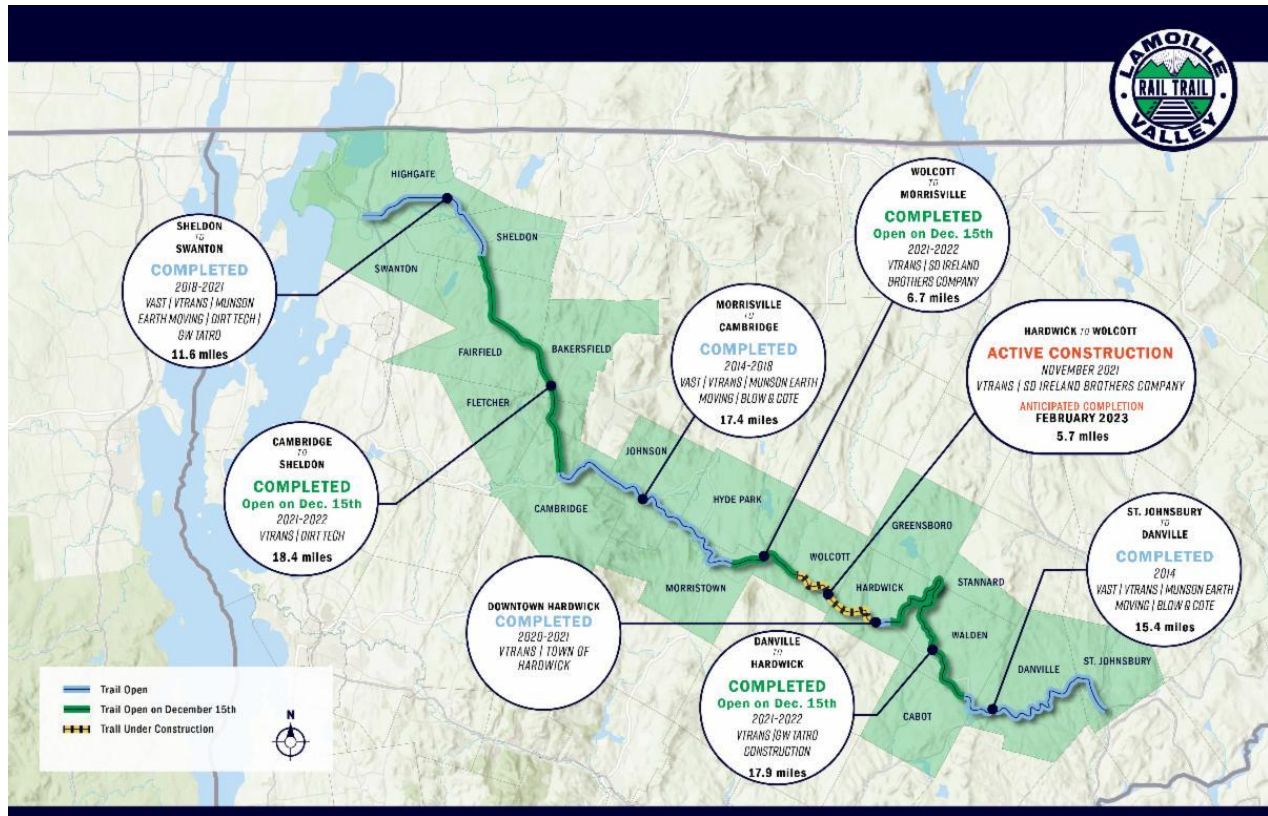 LAMOILLE
RAIL TRAIL
VALLEY
HIGHGATE
SHELDON
SWANTON
FAIRFIELD
BAKERSFIELD
FLETCHER
CAMBRIDGE
JOHNSON
HYDE PARK
MORRISTOWN
WOLCOTT
HARDWICK
GREENSBORO
STANNARD
WALDEN
CABOT
DANVILLE
ST. JOHNSBURY
SHELDON
TO
SWANTON
COMPLETED
2018-2021
VAST | VTRANS | MUNSON
EARTH MOVING | DIRT TECH |
GW TATRO
11.6 miles
CAMBRIDGE
TO
SHELDON
COMPLETED
Open on Dec. 15th
2021-2022
VTRANS | DIRT TECH
18.4 miles
MORRISVILLE
TO
CAMBRIDGE
COMPLETED
2014-2018
VAST | VTRANS | MUNSON EARTH
MOVING | BLOW & COTE
17.4 miles
WOLCOTT
TO
MORRISVILLE
COMPLETED
Open on Dec. 15th
2021-2022
VTRANS | SD IRELAND
BROTHERS COMPANY
6.7 miles
HARDWICK TO WOLCOTT
ACTIVE CONSTRUCTION
NOVEMBER 2021
VTRANS | SD IRELAND BROTHERS COMPANY
ANTICIPATED COMPLETION
FEBRUARY 2023
5.7 miles
DOWNTOWN HARDWICK
COMPLETED
2020-2021
VTRANS | TOWN OF
HARDWICK
DANVILLE
TO
HARDWICK
COMPLETED
Open on Dec. 15th
2021-2022
VTRANS |GW TATRO
CONSTRUCTION
17.9 miles
ST. JOHNSBURY
TO
DANVILLE
COMPLETED
2014
VAST | VTRANS | MUNSON EARTH
MOVING | BLOW & COTE
15.4 miles
Trail Open
Trail Open on December 15th
Trail Under Construction
N